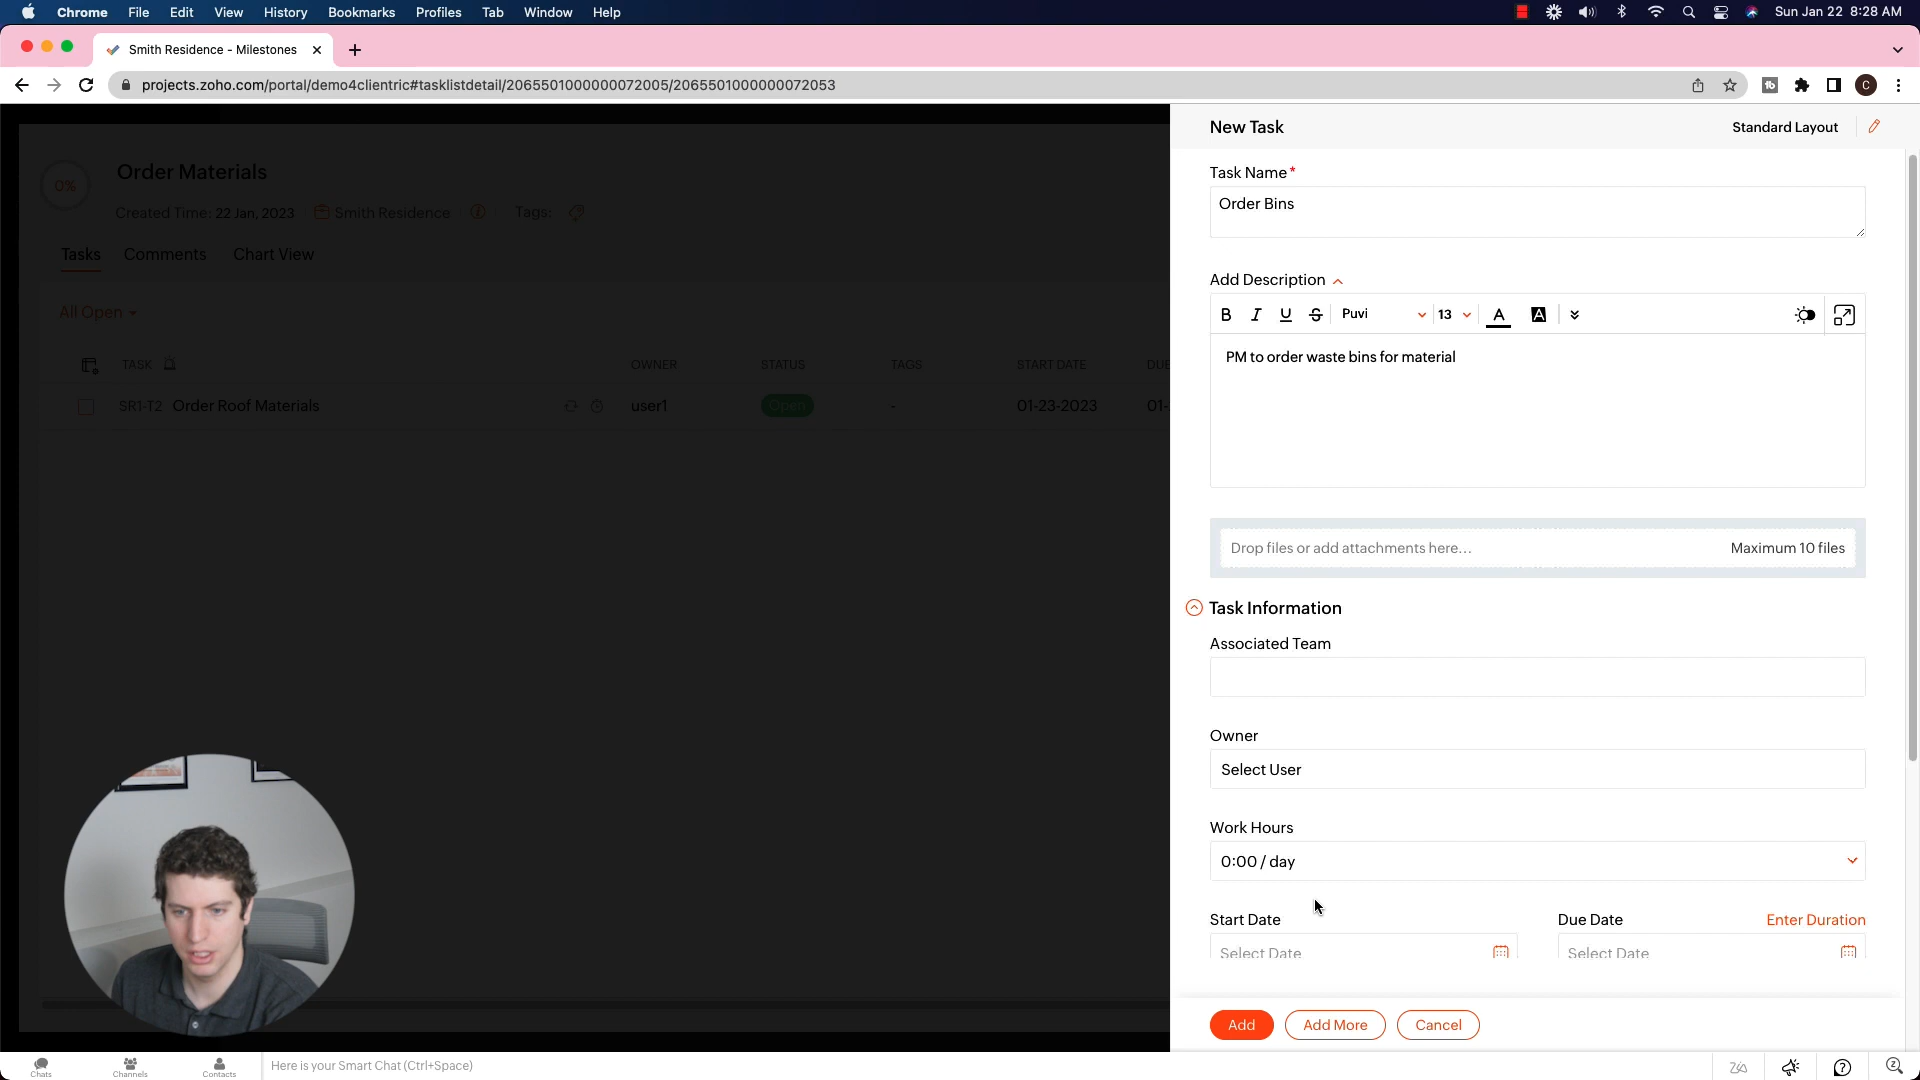 Chrome File Edit View History Bookmarks Profiles Tab Window Help Sun Jan 22 8:28 AM
Smith Residence - Milestones
projects.zoho.com/portal/demo4clientric#tasklistdetail/2065501000000072005/2065501000000072053
C
New Task
Standard Layout
0%
Order Materials
Created Time: 22 Jan, 2023 Smith Residence Tags:
Tasks Comments Chart View
All Open
TASK OWNER STATUS TAGS START DATE DUE
SR1-T2 Order Roof Materials user1 Open - 01-23-2023 01-
Task Name*
Order Bins
Add Description
B I U S Puvi 13 A A
PM to order waste bins for material
Drop files or add attachments here... Maximum 10 files
Task Information
Associated Team
Owner
Select User
Work Hours
0:00 / day
Start Date Due Date Enter Duration
Select Date Select Date
Add Add More Cancel
Chats Channels Contacts Here is your Smart Chat (Ctrl+Space)